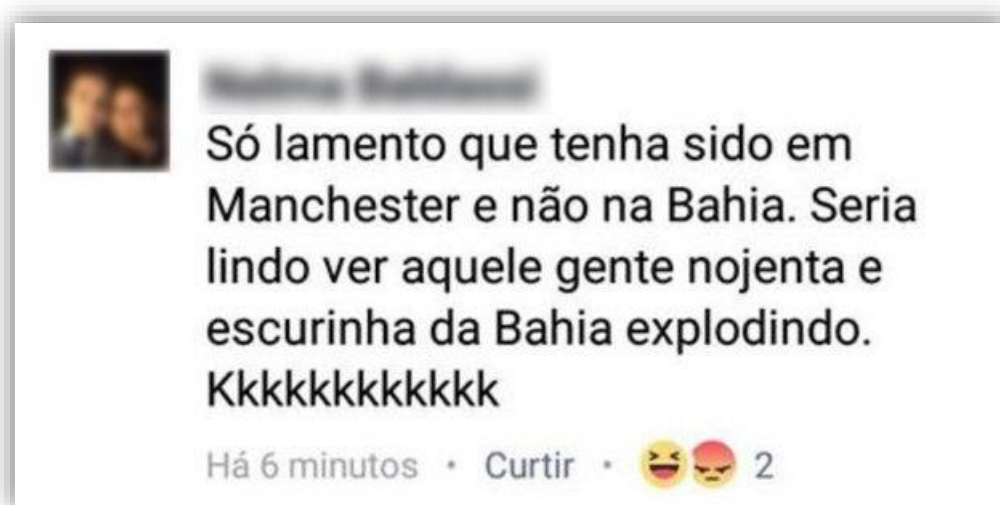 Só lamento que tenha sido em
Manchester e não na Bahia. Seria
lindo ver aquele gente nojenta e
escurinha da Bahia explodindo.
Kkkkkkkkkkkk
Há 6 minutos · Curtir · 2